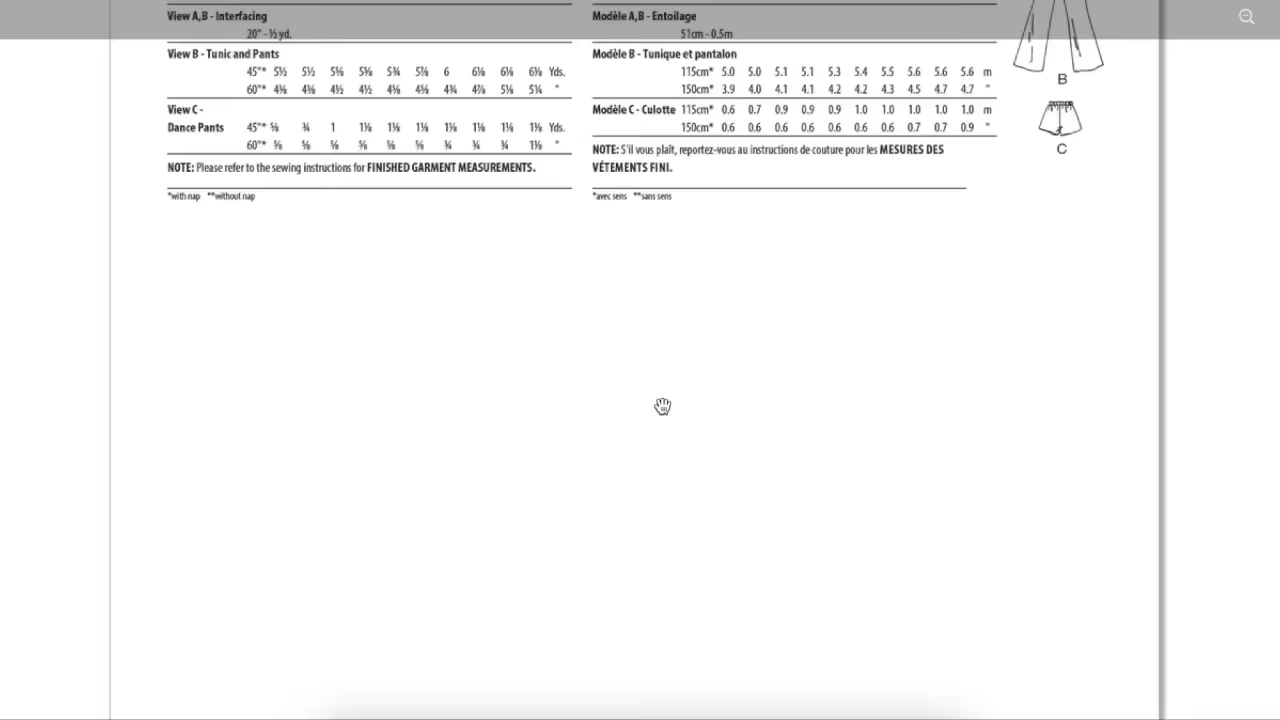 View A,B - Interfacing
20" - ½ yd.
View B - Tunic and Pants
45"* 5½ 5½ 5⅝ 5⅝ 5¾ 5⅞ 6 6⅛ 6⅛ 6⅛ Yds.
60"* 4⅜ 4⅜ 4½ 4½ 4⅝ 4⅝ 4¾ 4⅞ 5⅛ 5¼ "
View C -
Dance Pants 45"* ⅝ ¾ 1 1⅛ 1⅛ 1⅛ 1⅛ 1⅛ 1⅛ 1⅛ Yds.
60"* ⅝ ⅝ ⅝ ⅝ ⅝ ⅝ ¾ ¾ ¾ 1⅛ "
NOTE: Please refer to the sewing instructions for FINISHED GARMENT MEASUREMENTS.
*with nap **without nap
Modèle A,B - Entoilage
51cm - 0.5m
Modèle B - Tunique et pantalon
115cm* 5.0 5.0 5.1 5.1 5.3 5.4 5.5 5.6 5.6 5.6 m
150cm* 3.9 4.0 4.1 4.1 4.2 4.2 4.3 4.5 4.7 4.7 "
Modèle C - Culotte 115cm* 0.6 0.7 0.9 0.9 0.9 1.0 1.0 1.0 1.0 1.0 m
150cm* 0.6 0.6 0.6 0.6 0.6 0.6 0.6 0.7 0.7 0.9 "
NOTE: S'il vous plaît, reportez-vous au instructions de couture pour les MESURES DES
VÉTEMENTS FINI.
*avec sens **sans sens
B
C